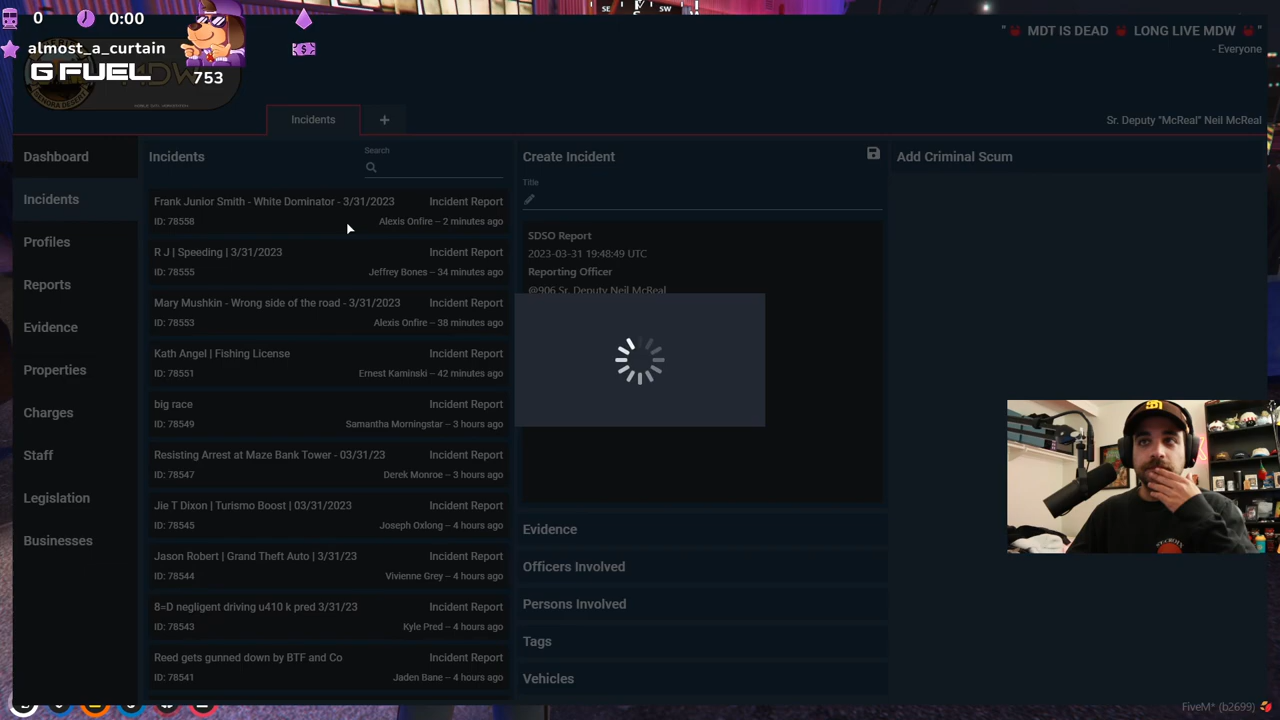 SE SW
0 0:00
almost_a_curtain
G FUEL
753
" MDT IS DEAD LONG LIVE MDW "
- Everyone
Incidents +
Sr. Deputy "McReal" Neil McReal
Dashboard
Incidents
Profiles
Reports
Evidence
Properties
Charges
Staff
Legislation
Businesses
Incidents
Search
Frank Junior Smith - White Dominator - 3/31/2023 Incident Report
ID: 78558 Alexis Onfire – 2 minutes ago
R J | Speeding | 3/31/2023 Incident Report
ID: 78555 Jeffrey Bones – 34 minutes ago
Mary Mushkin - Wrong side of the road - 3/31/2023 Incident Report
ID: 78553 Alexis Onfire – 38 minutes ago
Kath Angel | Fishing License Incident Report
ID: 78551 Ernest Kaminski – 42 minutes ago
big race Incident Report
ID: 78549 Samantha Morningstar – 3 hours ago
Resisting Arrest at Maze Bank Tower - 03/31/23 Incident Report
ID: 78547 Derek Monroe – 3 hours ago
Jie T Dixon | Turismo Boost | 03/31/2023 Incident Report
ID: 78545 Joseph Oxlong – 4 hours ago
Jason Robert | Grand Theft Auto | 3/31/23 Incident Report
ID: 78544 Vivienne Grey – 4 hours ago
8=D negligent driving u410 k pred 3/31/23 Incident Report
ID: 78543 Kyle Pred – 4 hours ago
Reed gets gunned down by BTF and Co Incident Report
ID: 78541 Jaden Bane – 4 hours ago
Create Incident
Title
SDSO Report
2023-03-31 19:48:49 UTC
Reporting Officer
@906 Sr. Deputy Neil McReal
Evidence
Officers Involved
Persons Involved
Tags
Vehicles
Add Criminal Scum
FiveM* (b2699)